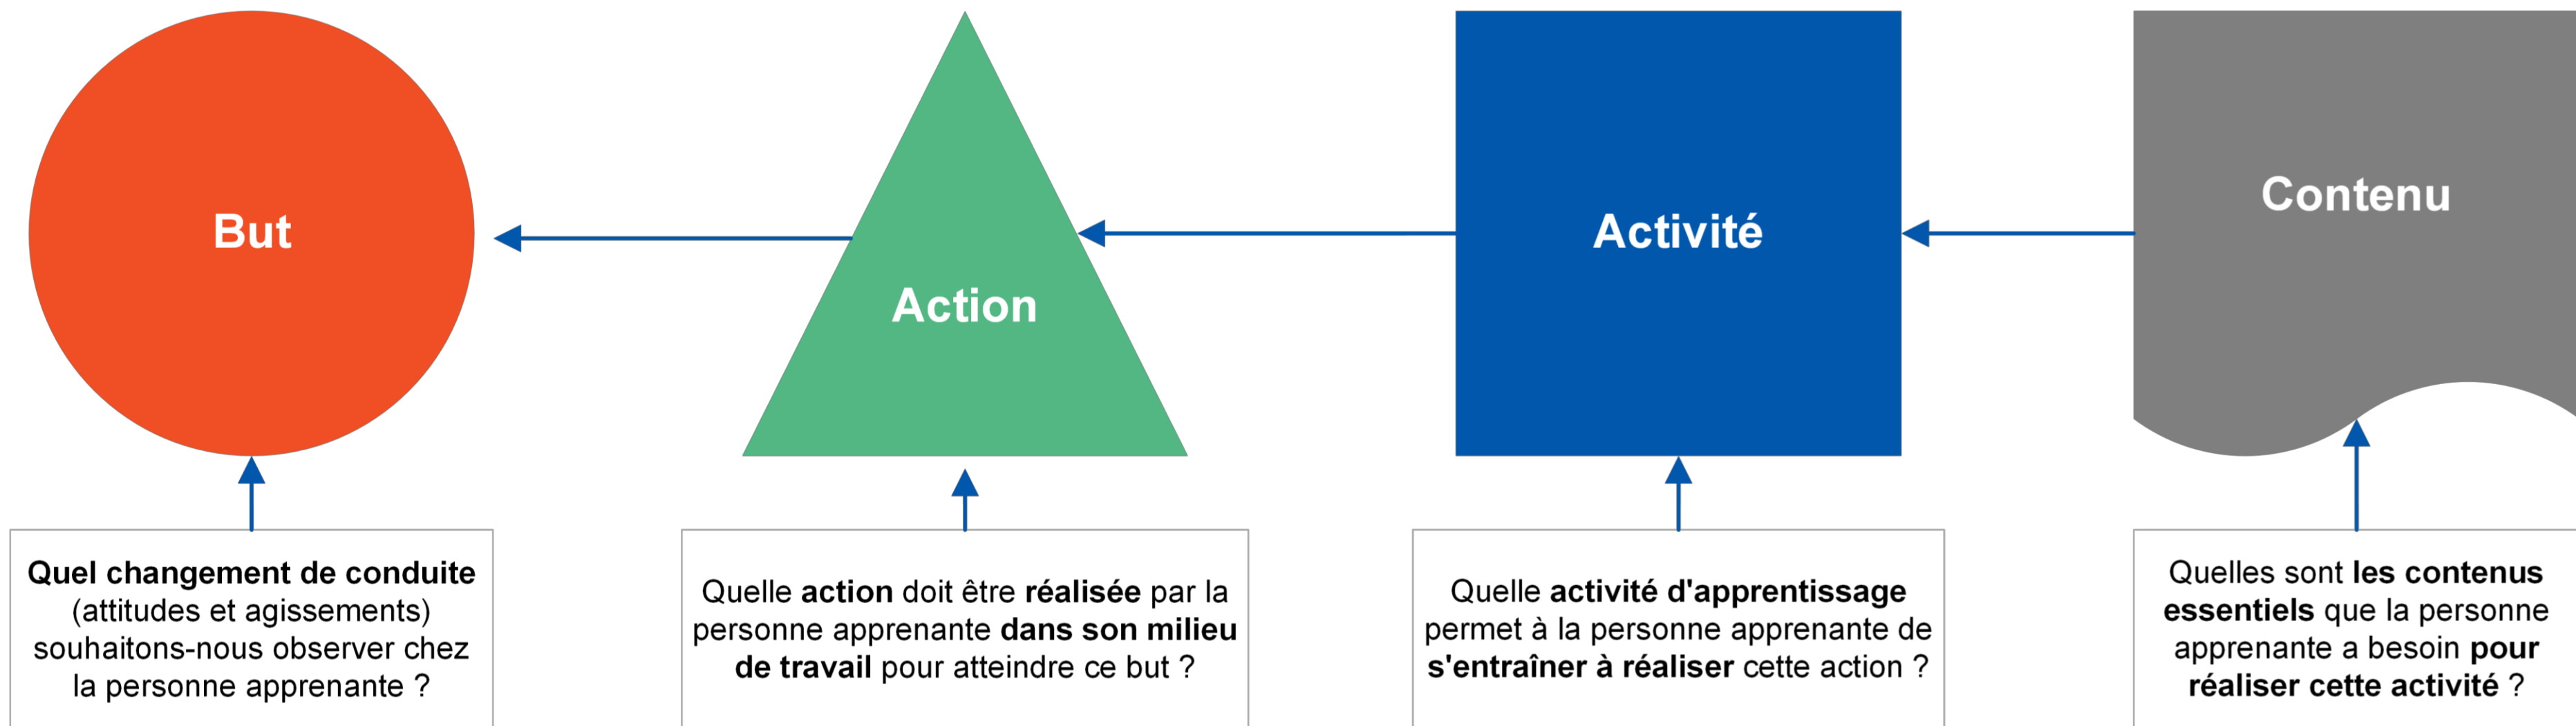 But
Action
Activité
Contenu
Quel changement de conduite
(attitudes et agissements)
souhaitons-nous observer chez
la personne apprenante ?
Quelle action doit être réalisée par la
personne apprenante dans son milieu
de travail pour atteindre ce but ?
Quelle activité d'apprentissage
permet à la personne apprenante de
s'entraîner à réaliser cette action ?
Quelles sont les contenus
essentiels que la personne
apprenante a besoin pour
réaliser cette activité ?